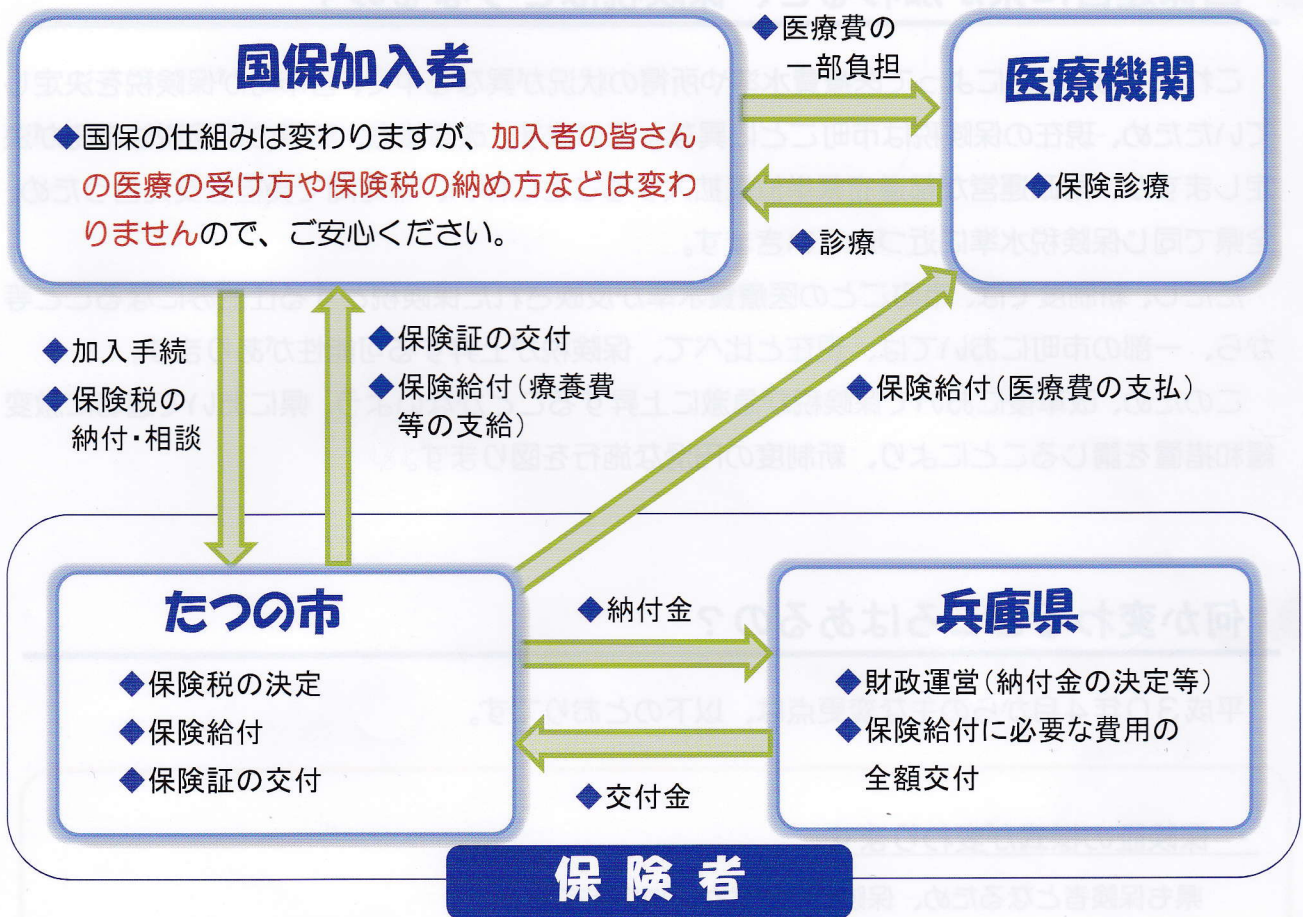 国保加入者
◆国保の仕組みは変わりますが、加入者の皆さん
の医療の受け方や保険税の納め方などは変わ
りませんので、ご安心ください。
◆医療費の
一部負担
◆診療
医療機関
◆保険診療
◆加入手続
◆保険税の
納付・相談
◆保険証の交付
◆保険給付(療養費
等の支給)
◆保険給付(医療費の支払)
たつの市
◆保険税の決定
◆保険給付
◆保険証の交付
◆納付金
◆交付金
兵庫県
◆財政運営(納付金の決定等)
◆保険給付に必要な費用の
全額交付
保険者